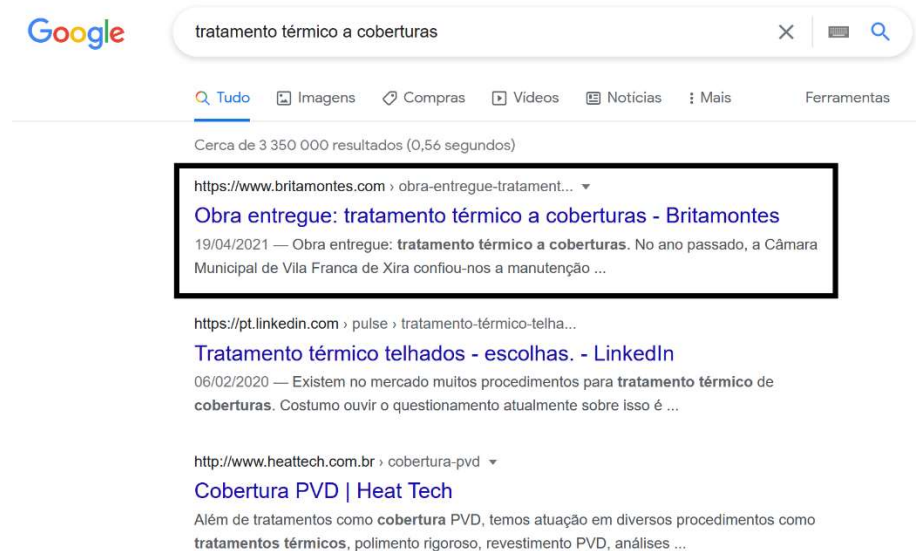 Google
tratamento térmico a coberturas
Tudo Imagens Compras Vídeos Notícias Mais Ferramentas
Cerca de 3 350 000 resultados (0,56 segundos)
https://www.britamontes.com › obra-entregue-tratament...
Obra entregue: tratamento térmico a coberturas - Britamontes
19/04/2021 — Obra entregue: tratamento térmico a coberturas. No ano passado, a Câmara
Municipal de Vila Franca de Xira confiou-nos a manutenção ...
https://pt.linkedin.com › pulse › tratamento-térmico-telha...
Tratamento térmico telhados - escolhas. - LinkedIn
06/02/2020 — Existem no mercado muitos procedimentos para tratamento térmico de
coberturas. Costumo ouvir o questionamento atualmente sobre isso é ...
http://www.heattech.com.br › cobertura-pvd
Cobertura PVD | Heat Tech
Além de tratamentos como cobertura PVD, temos atuação em diversos procedimentos como
tratamentos térmicos, polimento rigoroso, revestimento PVD, análises ...